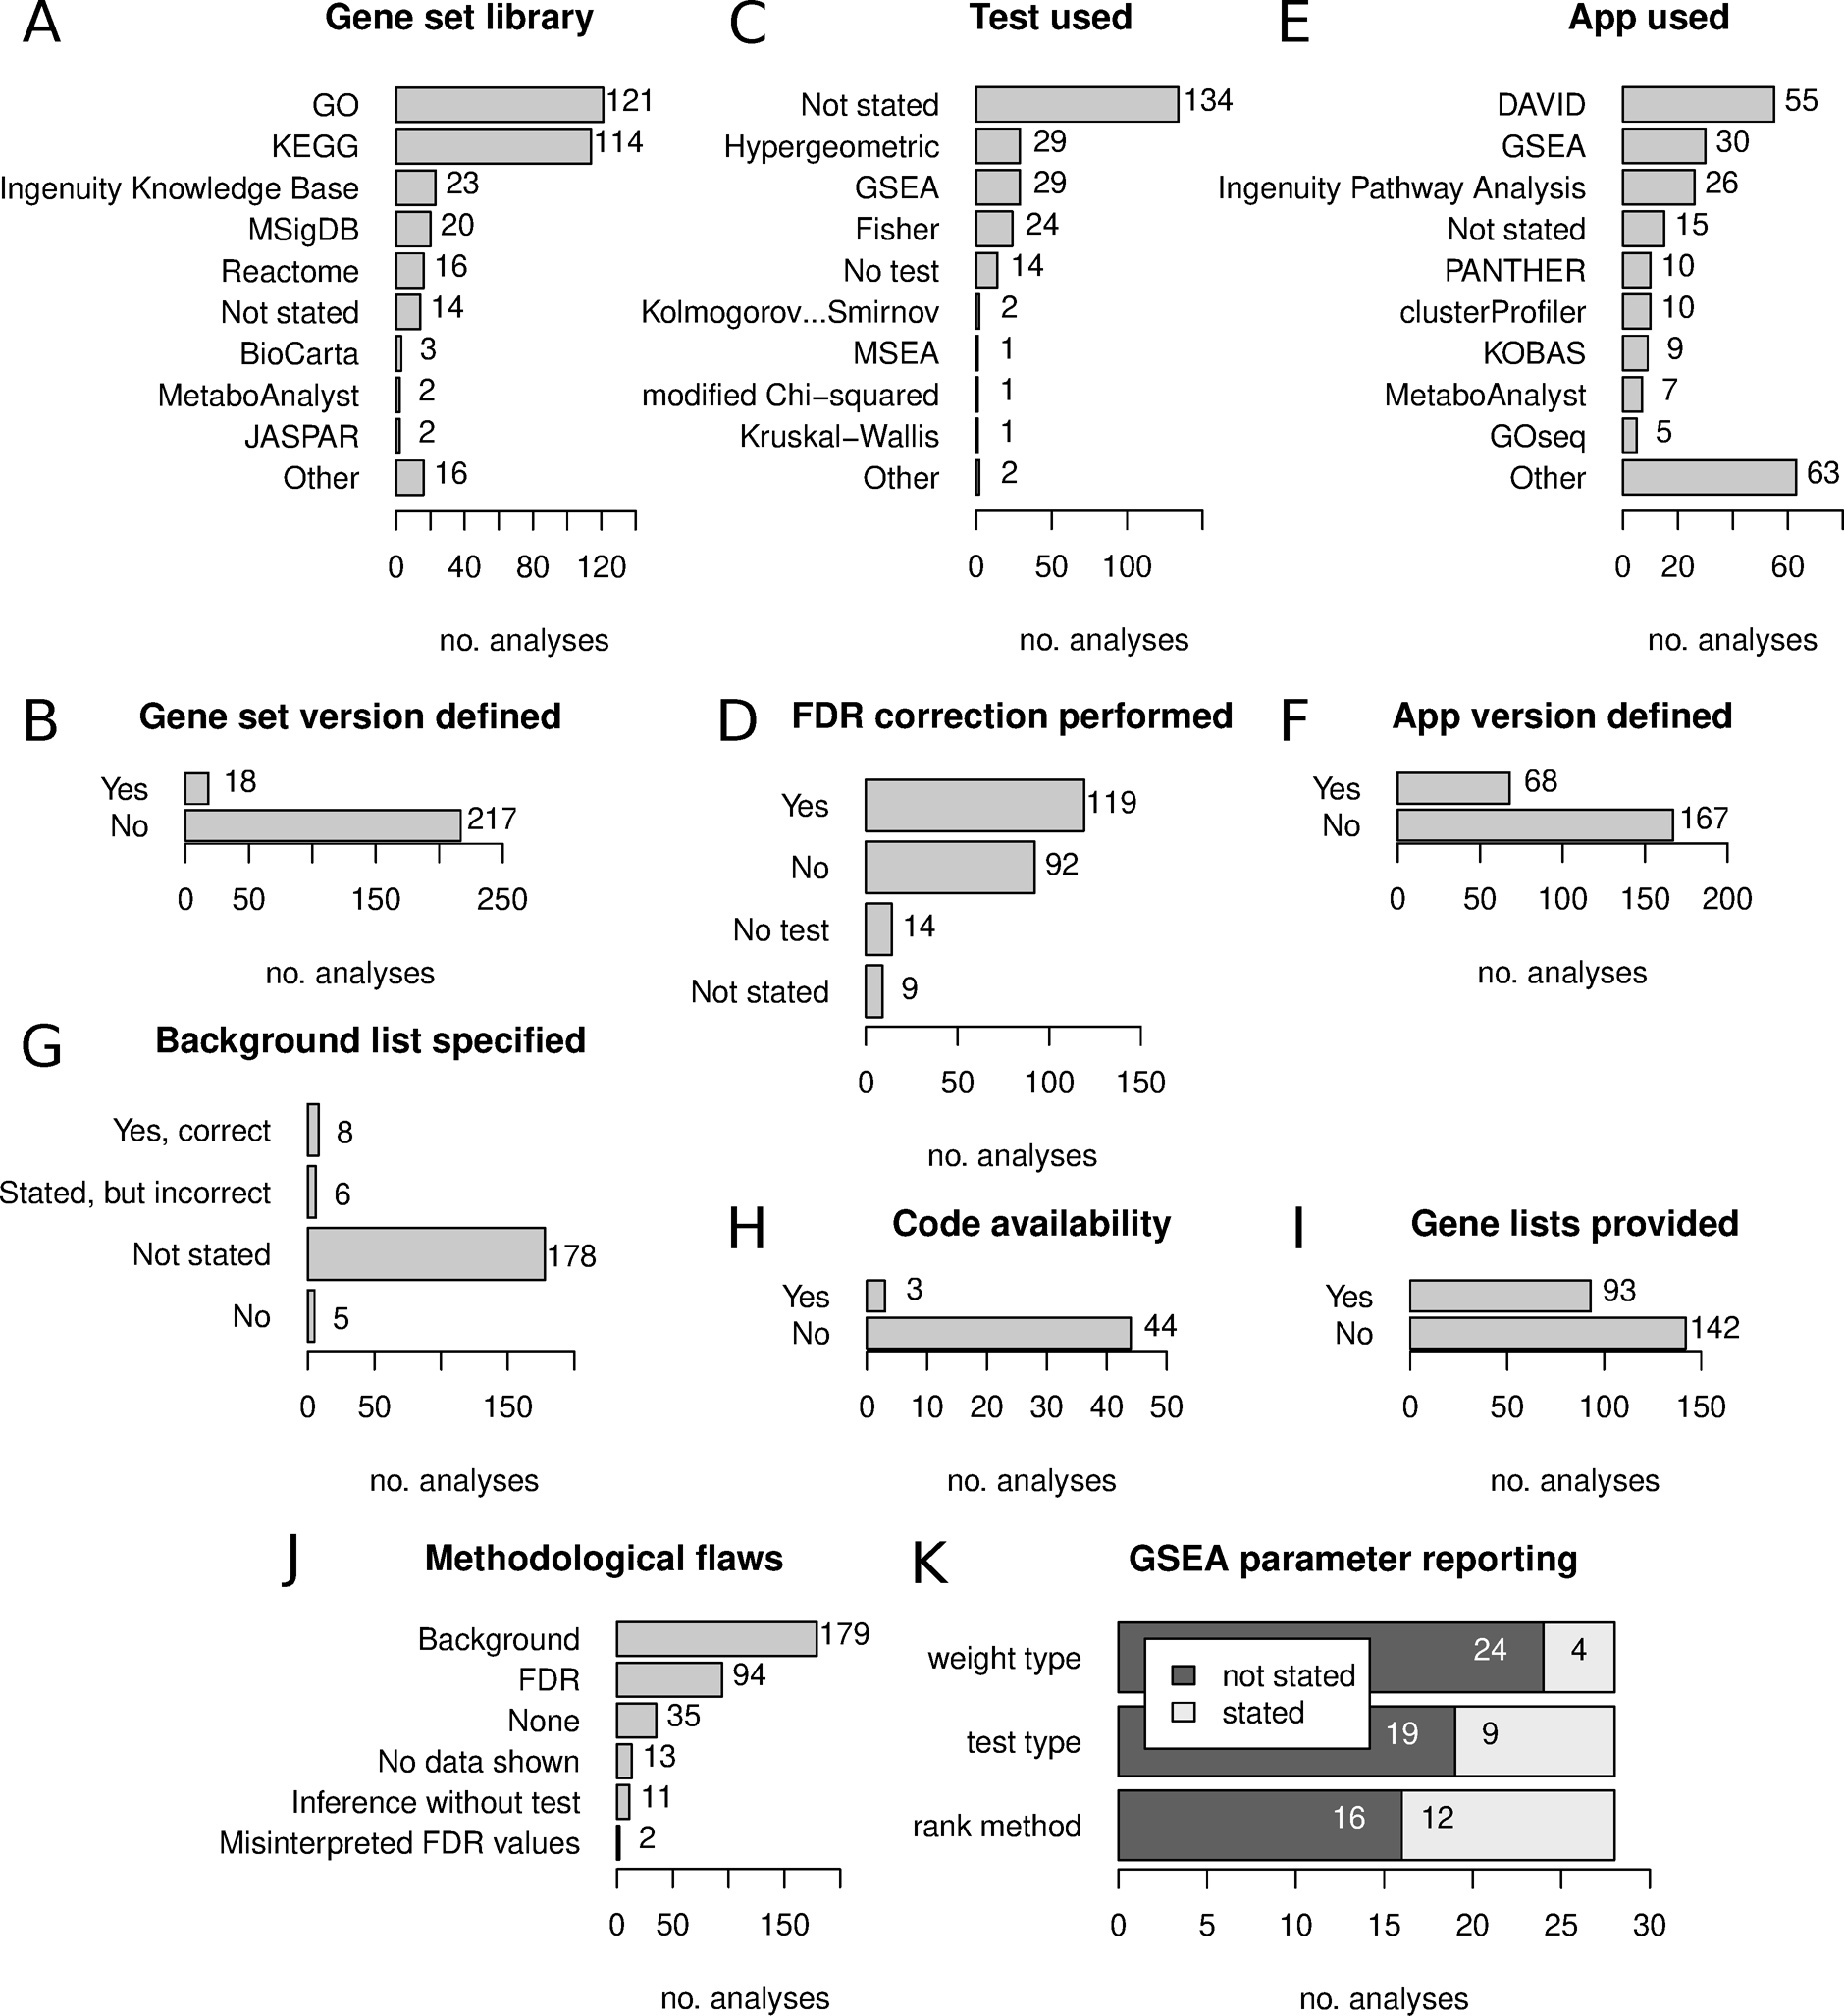 A Gene set library
GO 121
KEGG 114
Ingenuity Knowledge Base 23
MSigDB 20
Reactome 16
Not stated 14
BioCarta 3
MetaboAnalyst 2
JASPAR 2
Other 16
0 40 80 120
no. analyses
C Test used
Not stated 134
Hypergeometric 29
GSEA 29
Fisher 24
No test 14
Kolmogorov...Smirnov 2
MSEA 1
modified Chi−squared 1
Kruskal−Wallis 1
Other 2
0 50 100
no. analyses
E App used
DAVID 55
GSEA 30
Ingenuity Pathway Analysis 26
Not stated 15
PANTHER 10
clusterProfiler 10
KOBAS 9
MetaboAnalyst 7
GOseq 5
Other 63
0 20 60
no. analyses
B Gene set version defined
Yes 18
No 217
0 50 150 250
no. analyses
D FDR correction performed
Yes 119
No 92
No test 14
Not stated 9
0 50 100 150
no. analyses
F App version defined
Yes 68
No 167
0 50 100 150 200
no. analyses
G Background list specified
Yes, correct 8
Stated, but incorrect 6
Not stated 178
No 5
0 50 150
no. analyses
H Code availability
Yes 3
No 44
0 10 20 30 40 50
no. analyses
I Gene lists provided
Yes 93
No 142
0 50 100 150
no. analyses
J Methodological flaws
Background 179
FDR 94
None 35
No data shown 13
Inference without test 11
Misinterpreted FDR values 2
0 50 150
no. analyses
K GSEA parameter reporting
weight type 24 4
not stated
stated
test type 19 9
rank method 16 12
0 5 10 15 20 25 30
no. analyses